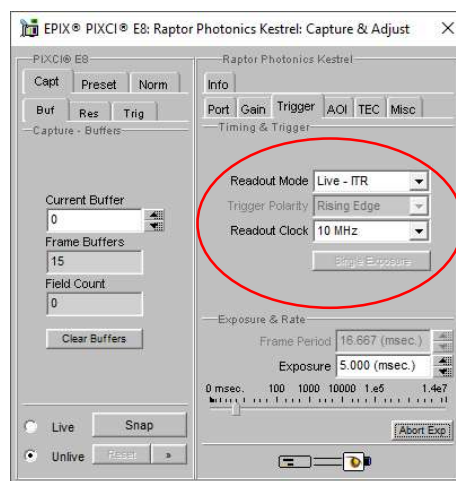 EPIX® PIXCI® E8: Raptor Photonics Kestrel: Capture & Adjust
PIXCI® E8
Capt Preset Norm
Buf Res Trig
Capture - Buffers
Current Buffer
0
Frame Buffers
15
Field Count
0
Clear Buffers
Live Snap
Unlive Reset »
Raptor Photonics Kestrel
Info
Port Gain Trigger AOI TEC Misc
Timing & Trigger
Readout Mode Live - ITR
Trigger Polarity Rising Edge
Readout Clock 10 MHz
Single Exposure
Exposure & Rate
Frame Period 16.667 (msec.)
Exposure 5.000 (msec.)
0 msec. 100 1000 10000 1.e5 1.4e7
Abort Exp